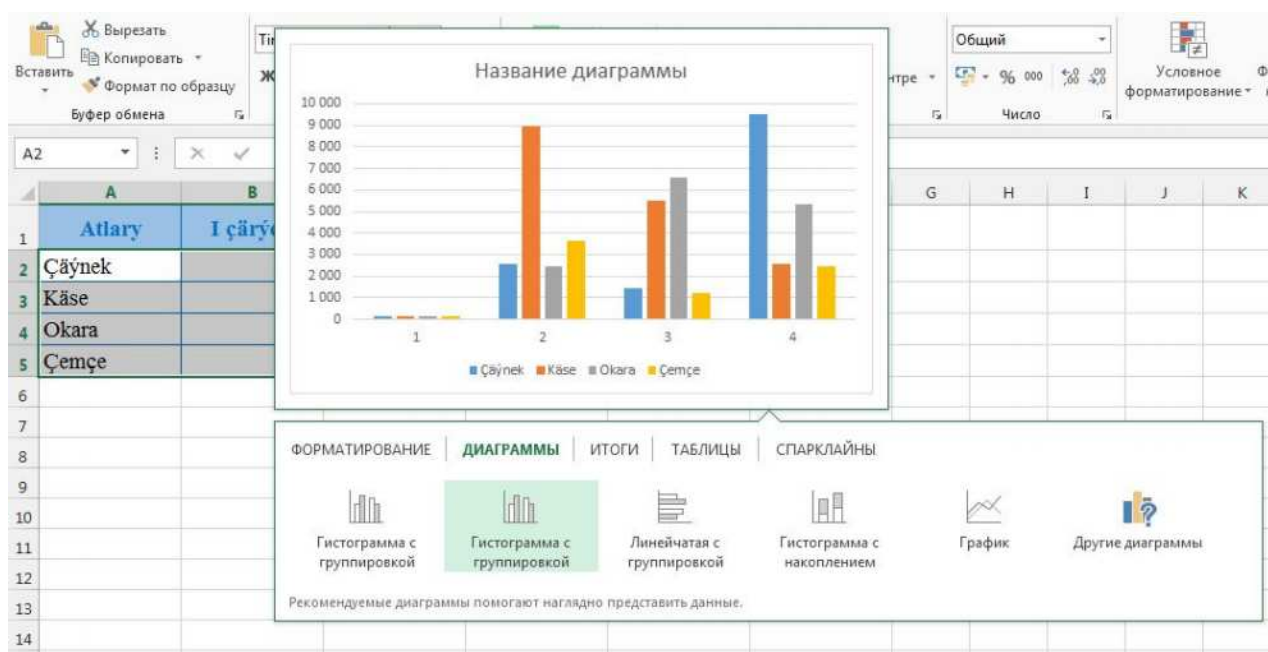 Вырезать
Копировать
Формат по образцу
Вставить
Буфер обмена
Ж
Общий
% 000
Условное
форматирование
Число
A2
A B G H I J K
1 Atlary
2 Çäýnek
3 Käse
4 Okara
5 Çemçe
6
7
8
9
10
11
12
13
14
Название диаграммы
10 000
9 000
8 000
7 000
6 000
5 000
4 000
3 000
2 000
1 000
0
1 2 3 4
Çäýnek Käse Okara Çemçe
ФОРМАТИРОВАНИЕ ДИАГРАММЫ ИТОГИ ТАБЛИЦЫ СПАРКЛАЙНЫ
Гистограмма с группировкой
Гистограмма с группировкой
Линейчатая с группировкой
Гистограмма с накоплением
График
Другие диаграммы
Рекомендуемые диаграммы помогают наглядно представить данные.